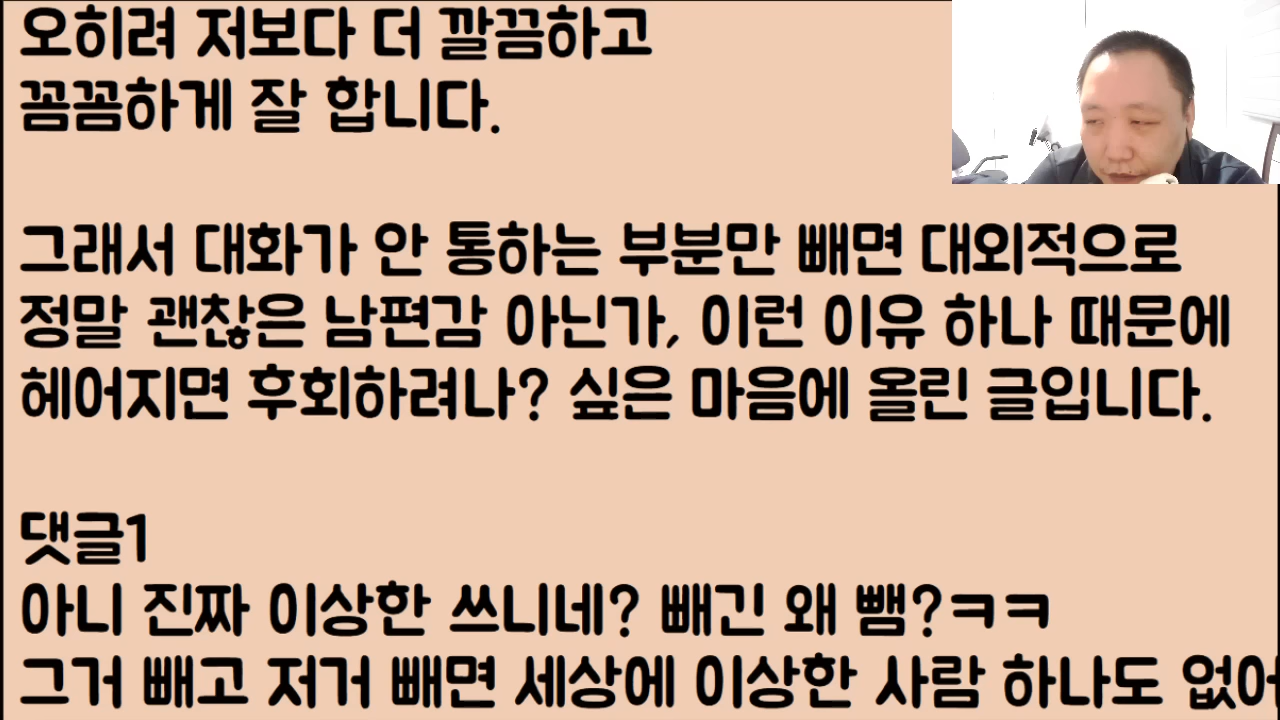 오히려 저보다 더 깔끔하고
꼼꼼하게 잘 합니다.
그래서 대화가 안 통하는 부분만 빼면 대외적으로
정말 괜찮은 남편감 아닌가, 이런 이유 하나 때문에
헤어지면 후회하려나? 싶은 마음에 올린 글입니다.
댓글1
아니 진짜 이상한 쓰니네? 빼긴 왜 뺌?ㅋㅋ
그거 빼고 저거 빼면 세상에 이상한 사람 하나도 없어